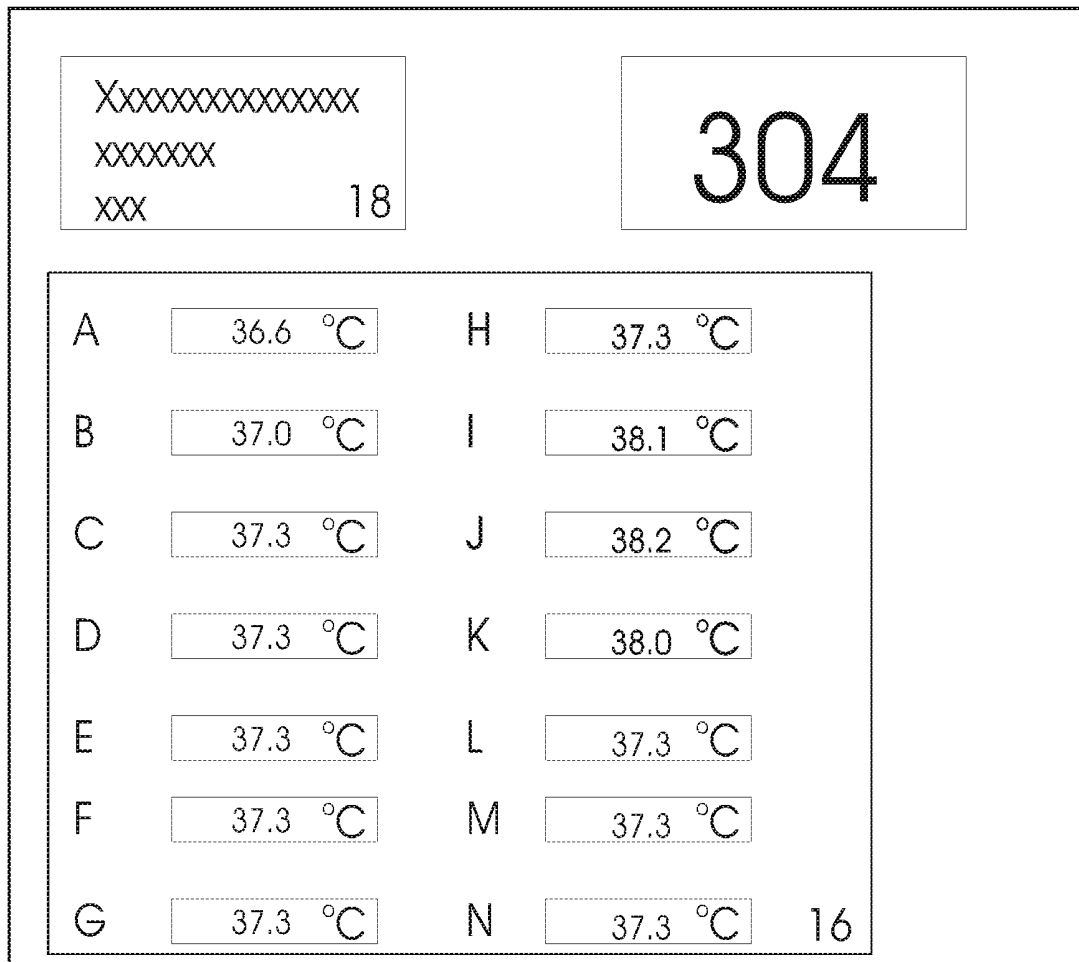 Xxxxxxxxxxxxxxx
xxxxxxx
xxx 18
304
A 36.6 °C H 37.3 °C
B 37.0 °C I 38.1 °C
C 37.3 °C J 38.2 °C
D 37.3 °C K 38.0 °C
E 37.3 °C L 37.3 °C
F 37.3 °C M 37.3 °C
G 37.3 °C N 37.3 °C 16